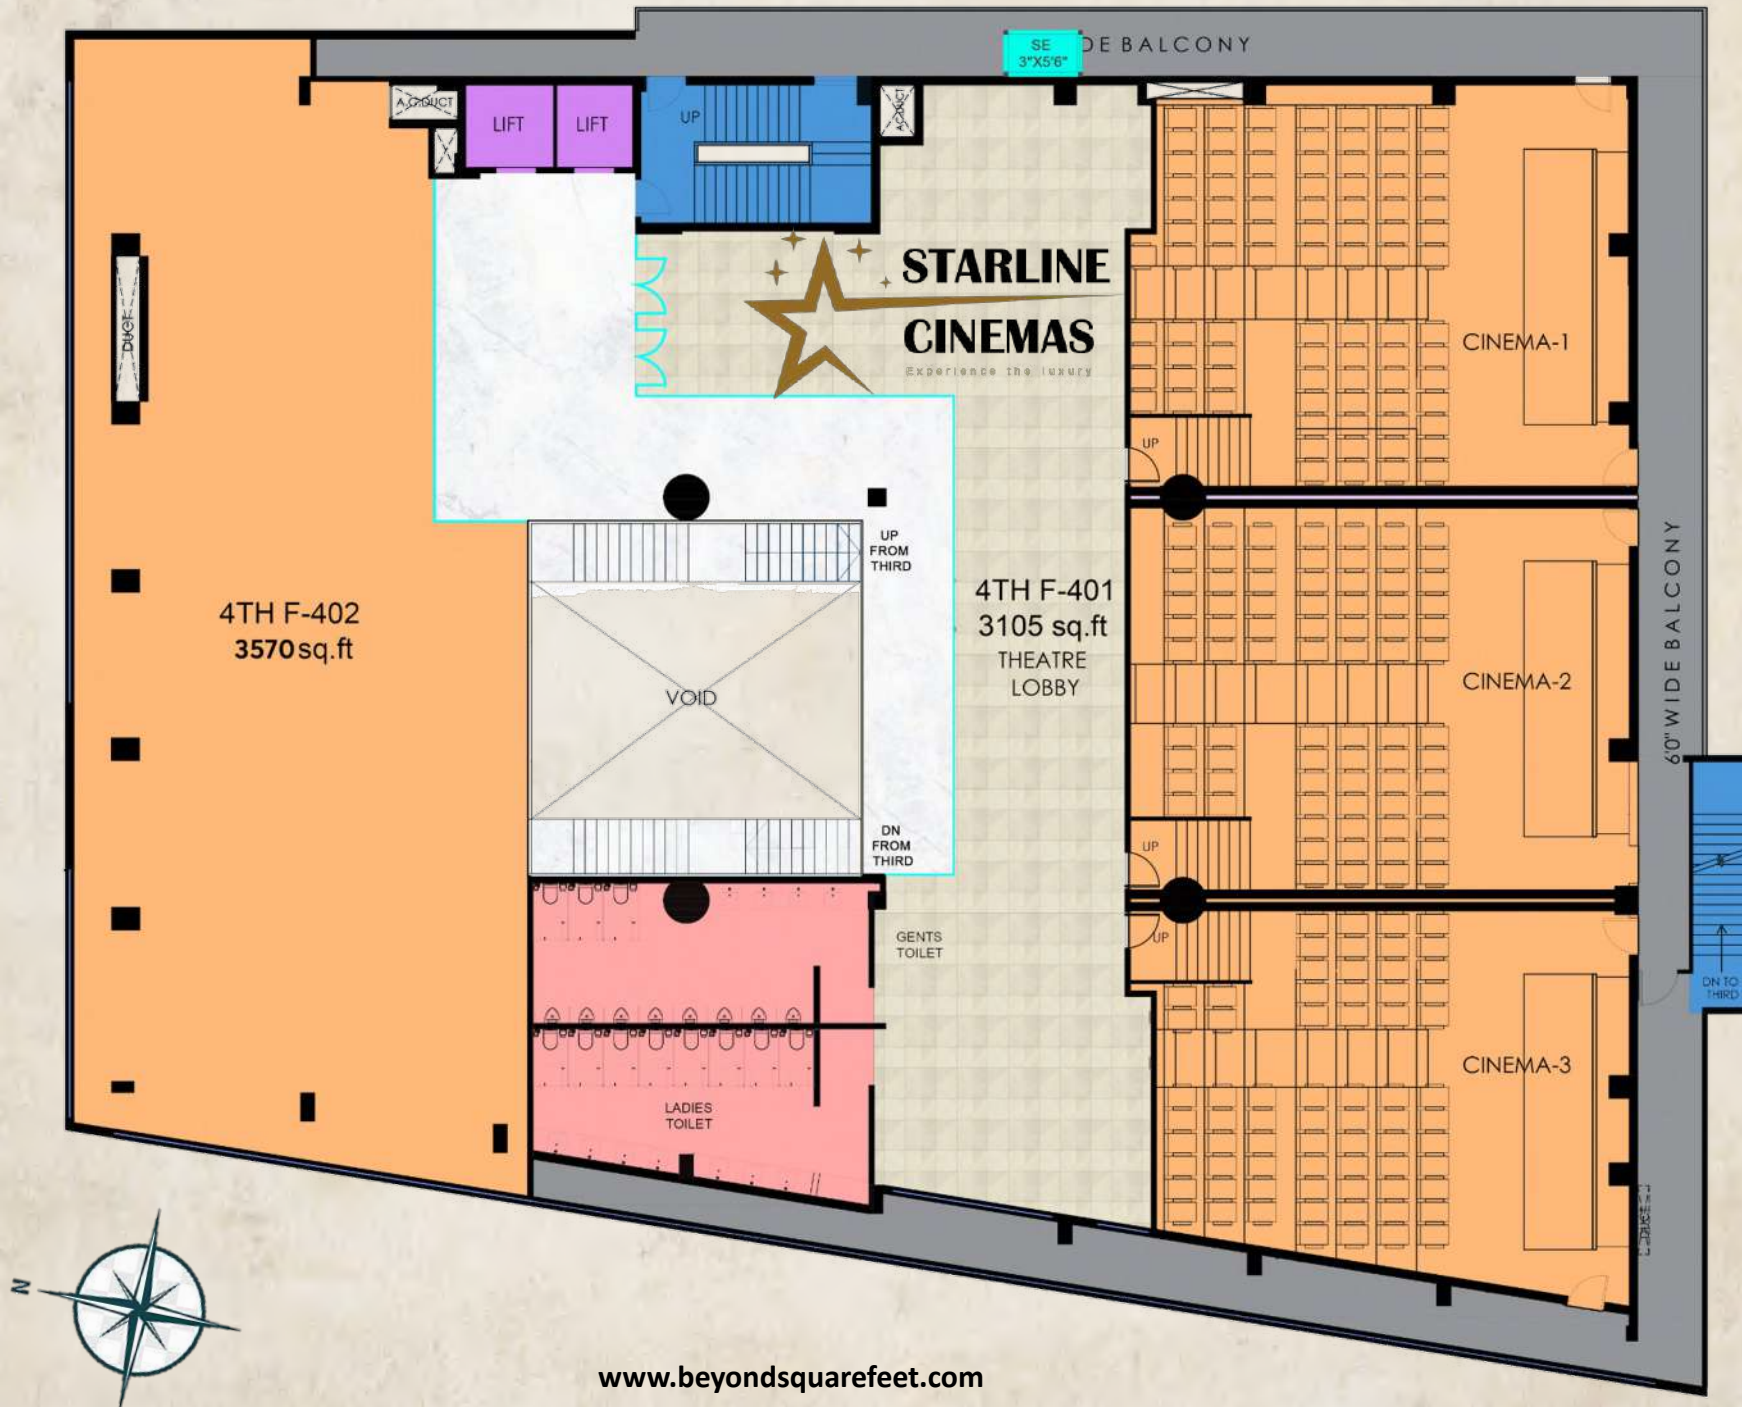 SE
3"X5'6"
DE BALCONY
A.C.DUCT
LIFT
LIFT
UP
AC.DUCT
STARLINE
CINEMAS
Experience the luxury
DUCT
CINEMA-1
UP
UP
FROM
THIRD
4TH F-402
3570 sq.ft
4TH F-401
3105 sq.ft
THEATRE
LOBBY
VOID
CINEMA-2
6'0" WIDE BALCONY
DN
FROM
THIRD
UP
GENTS
TOILET
UP
DN TO
THIRD
CINEMA-3
LADIES
TOILET
N
www.beyondsquarefeet.com